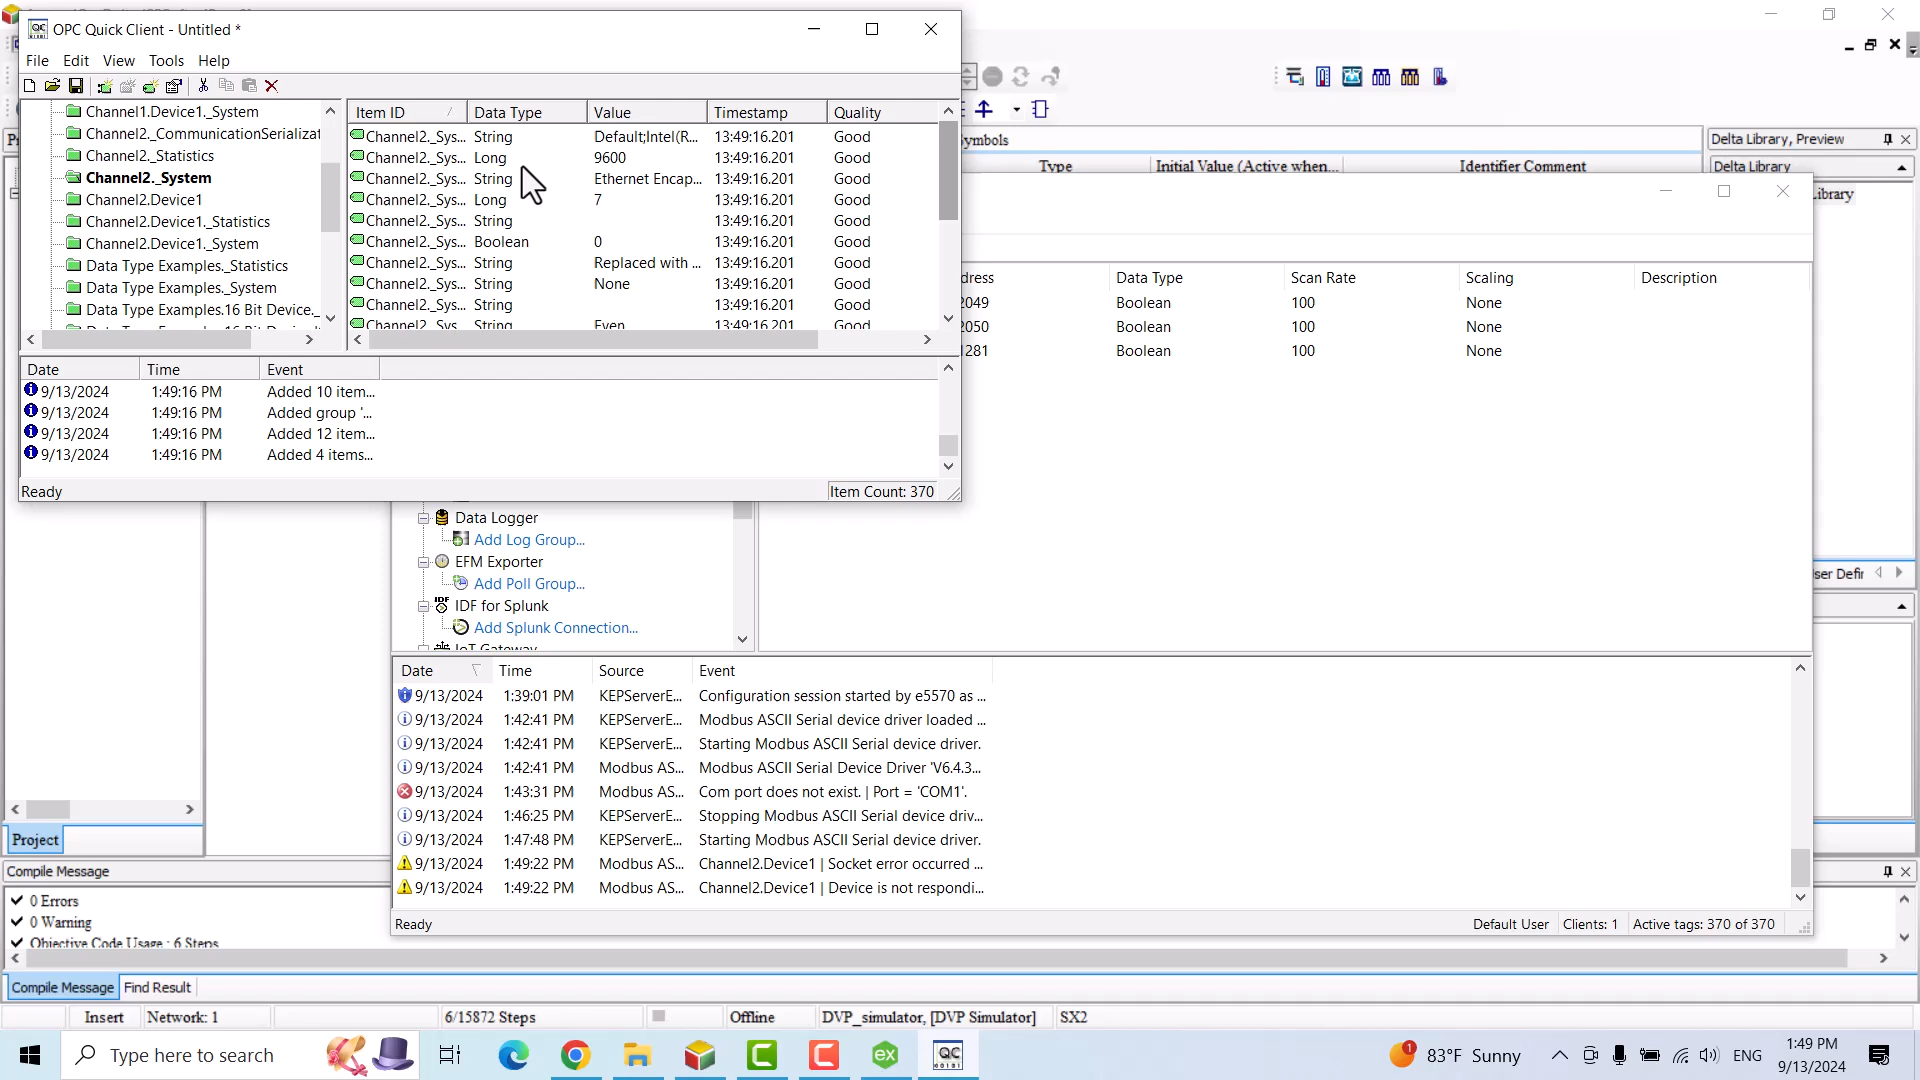 OPC Quick Client - Untitled *
File Edit View Tools Help
Channel1.Device1._System
Channel2._CommunicationSerializat
Channel2._Statistics
Channel2._System
Channel2.Device1
Channel2.Device1._Statistics
Channel2.Device1._System
Data Type Examples._Statistics
Data Type Examples._System
Data Type Examples.16 Bit Device._
Item ID Data Type Value Timestamp Quality
Channel2._Sys... String Default;Intel(R... 13:49:16.201 Good
Channel2._Sys... Long 9600 13:49:16.201 Good
Channel2._Sys... String Ethernet Encap... 13:49:16.201 Good
Channel2._Sys... Long 7 13:49:16.201 Good
Channel2._Sys... String 13:49:16.201 Good
Channel2._Sys... Boolean 0 13:49:16.201 Good
Channel2._Sys... String Replaced with ... 13:49:16.201 Good
Channel2._Sys... String None 13:49:16.201 Good
Channel2._Sys... String 13:49:16.201 Good
Channel2._Sys... String Even 13:49:16.201 Good
Date Time Event
9/13/2024 1:49:16 PM Added 10 item...
9/13/2024 1:49:16 PM Added group '...
9/13/2024 1:49:16 PM Added 12 item...
9/13/2024 1:49:16 PM Added 4 items...
Ready Item Count: 370
ymbols
Type Initial Value (Active when... Identifier Comment
Delta Library, Preview
Delta Library
ibrary
dress Data Type Scan Rate Scaling Description
2049 Boolean 100 None
2050 Boolean 100 None
1281 Boolean 100 None
Data Logger
Add Log Group...
EFM Exporter
Add Poll Group...
IDF for Splunk
Add Splunk Connection...
IoT Gateway
ser Defir
Date Time Source Event
9/13/2024 1:39:01 PM KEPServerE... Configuration session started by e5570 as ...
9/13/2024 1:42:41 PM KEPServerE... Modbus ASCII Serial device driver loaded ...
9/13/2024 1:42:41 PM KEPServerE... Starting Modbus ASCII Serial device driver.
9/13/2024 1:42:41 PM Modbus AS... Modbus ASCII Serial Device Driver 'V6.4.3...
9/13/2024 1:43:31 PM Modbus AS... Com port does not exist. | Port = 'COM1'.
9/13/2024 1:46:25 PM KEPServerE... Stopping Modbus ASCII Serial device driv...
9/13/2024 1:47:48 PM KEPServerE... Starting Modbus ASCII Serial device driver.
9/13/2024 1:49:22 PM Modbus AS... Channel2.Device1 | Socket error occurred ...
9/13/2024 1:49:22 PM Modbus AS... Channel2.Device1 | Device is not respondi...
Ready Default User Clients: 1 Active tags: 370 of 370
Project
Compile Message
0 Errors
0 Warning
Objective Code Usage : 6 Steps
Compile Message Find Result
Insert Network: 1 6/15872 Steps Offline DVP_simulator, [DVP Simulator] SX2
Type here to search
83°F Sunny
ENG
1:49 PM
9/13/2024